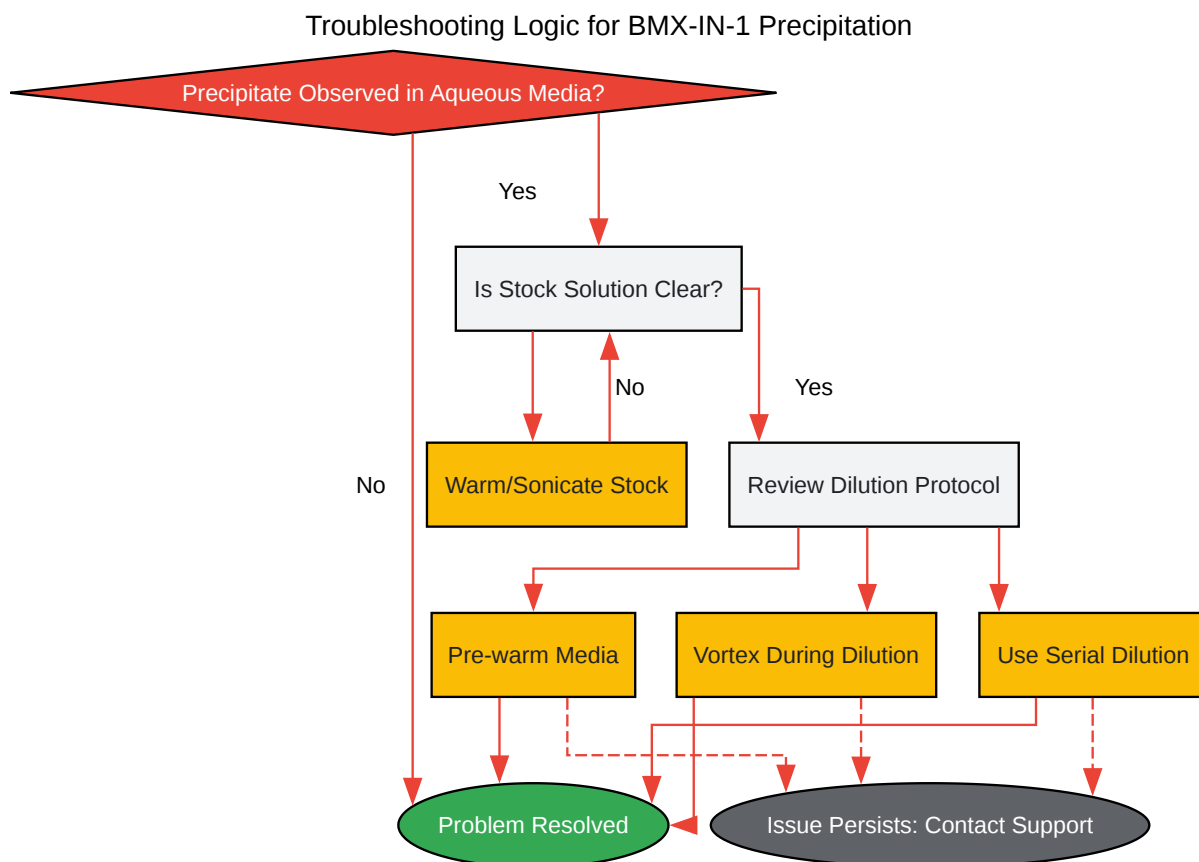 Troubleshooting Logic for BMX-IN-1 Precipitation
Precipitate Observed in Aqueous Media?
Yes
Is Stock Solution Clear?
No
Yes
No
Warm/Sonicate Stock
Review Dilution Protocol
Pre-warm Media
Vortex During Dilution
Use Serial Dilution
Problem Resolved
Issue Persists: Contact Support